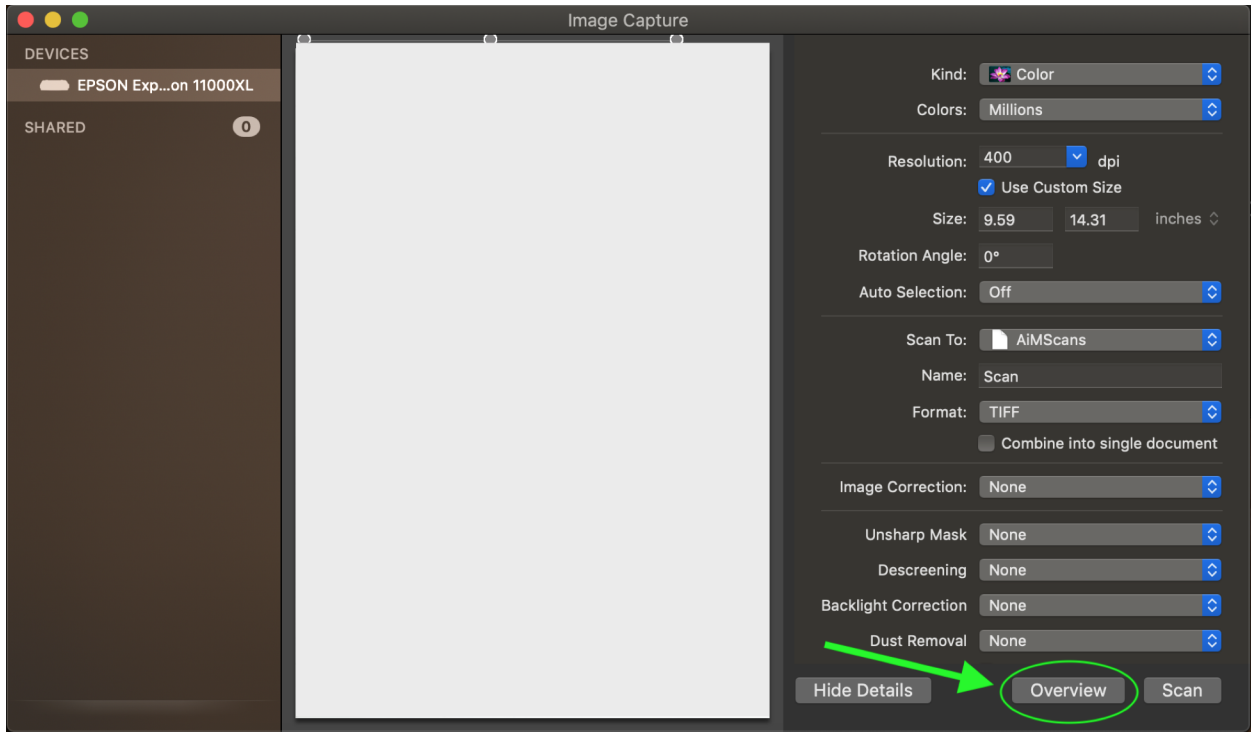 Image Capture
DEVICES
EPSON Exp...on 11000XL
SHARED 0
Kind: Color
Colors: Millions
Resolution: 400 dpi
Use Custom Size
Size: 9.59 14.31 inches
Rotation Angle: 0°
Auto Selection: Off
Scan To: AiMScans
Name: Scan
Format: TIFF
Combine into single document
Image Correction: None
Unsharp Mask None
Descreening None
Backlight Correction None
Dust Removal None
Hide Details Overview Scan